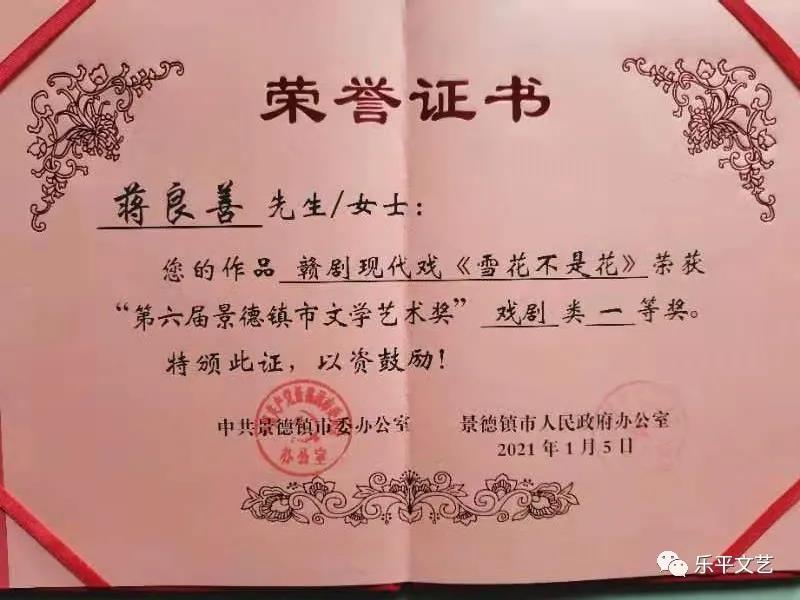 荣誉证书
蒋良善 先生/女士：
您的作品 赣剧现代戏《雪花不是花》荣获
“第六届景德镇市文学艺术奖” 戏剧 类 一 等奖。
特颁此证，以资鼓励！
中共景德镇市委办公室 景德镇市人民政府办公室
办公室
2021年1月5日
乐平文艺